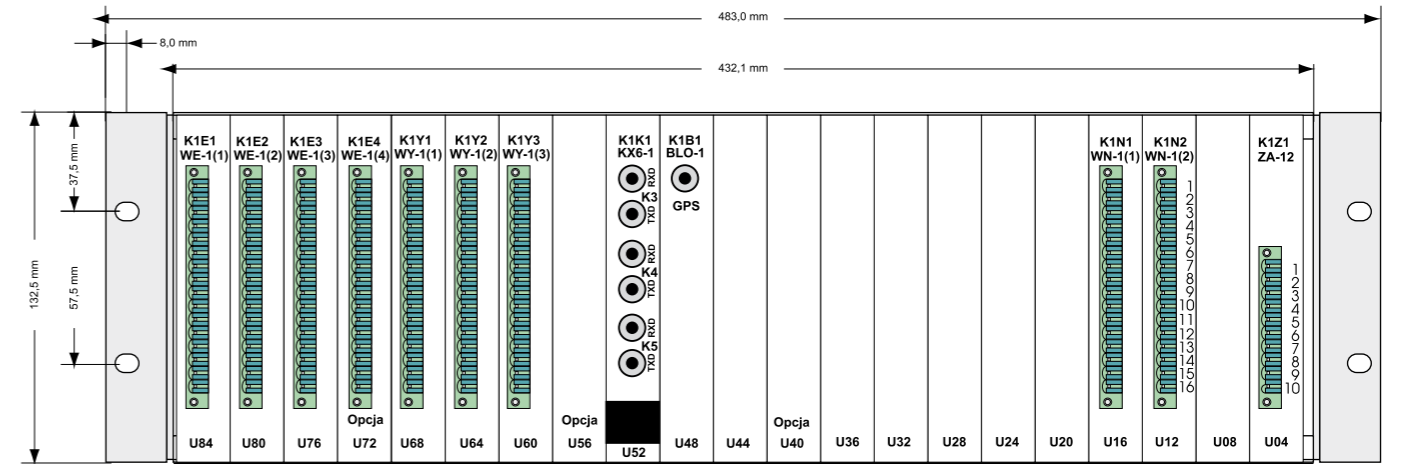 483,0 mm
8,0 mm
432,1 mm
132,5 mm
37,5 mm
57,5 mm
K1E1
WE-1(1)
U84
K1E2
WE-1(2)
U80
K1E3
WE-1(3)
U76
K1E4
WE-1(4)
Opcja
U72
K1Y1
WY-1(1)
U68
K1Y2
WY-1(2)
U64
K1Y3
WY-1(3)
U60
Opcja
U56
K1K1
KX6-1
RXD
K3
TXD
RXD
K4
TXD
RXD
K5
TXD
U52
K1B1
BLO-1
GPS
U48
U44
Opcja
U40
U36
U32
U28
U24
U20
K1N1
WN-1(1)
U16
K1N2
WN-1(2)
1
2
3
4
5
6
7
8
9
10
11
12
13
14
15
16
U12
U08
K1Z1
ZA-12
1
2
3
4
5
6
7
8
9
10
U04